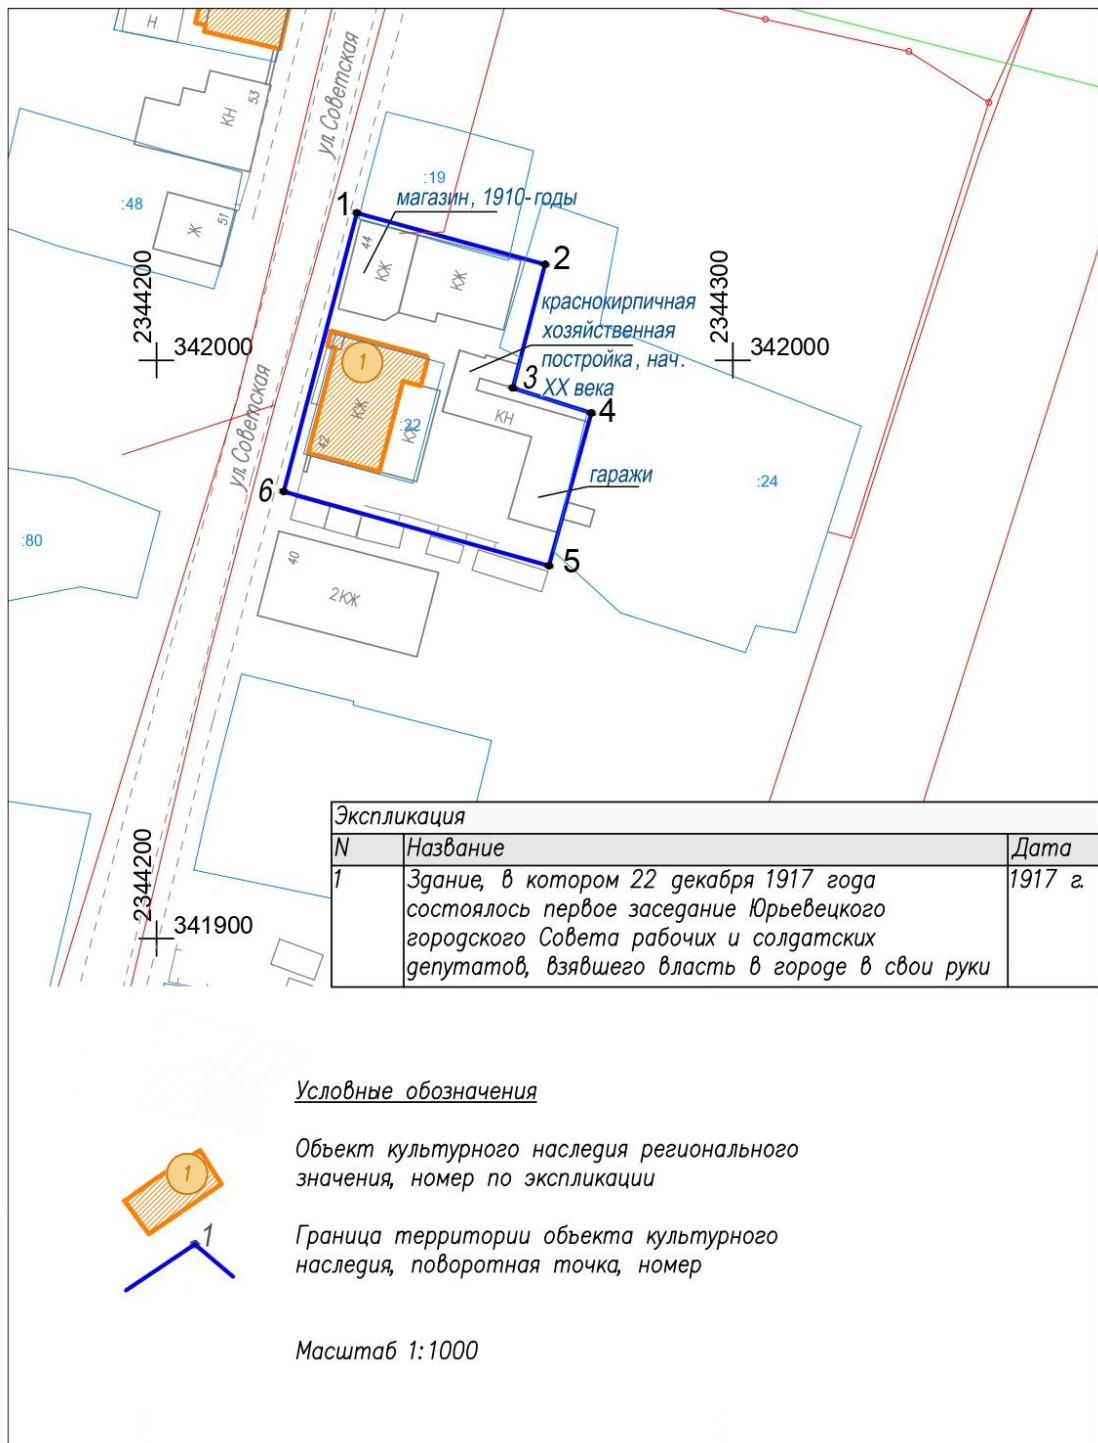 Н
53
КН
ул. Советская
:19
:48
магазин, 1910-годы
1
51
Ж
44
КЖ
КЖ
2
2344200
342000
2344300
342000
краснокирпичная
хозяйственная
постройка, нач.
XX века
1
3
4
КЖ
КН
:22
КЖ
42
ул. Советская
гаражи
:24
6
5
:80
40
2КЖ
2344200
341900
Экспликация
N Название Дата
1 Здание, в котором 22 декабря 1917 года 1917 г.
состоялось первое заседание Юрьевецкого
городского Совета рабочих и солдатских
депутатов, взявшего власть в городе в свои руки
Условные обозначения
1
Объект культурного наследия регионального
значения, номер по экспликации
1
Граница территории объекта культурного
наследия, поворотная точка, номер
Масштаб 1:1000